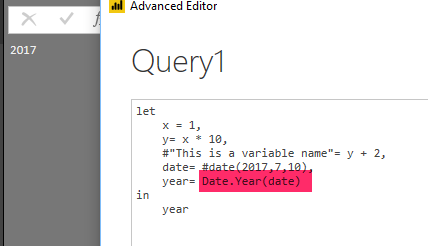 Advanced Editor
2017
Query1
let
x = 1,
y= x * 10,
#"This is a variable name"= y + 2,
date= #date(2017,7,10),
year= Date.Year(date)
in
year